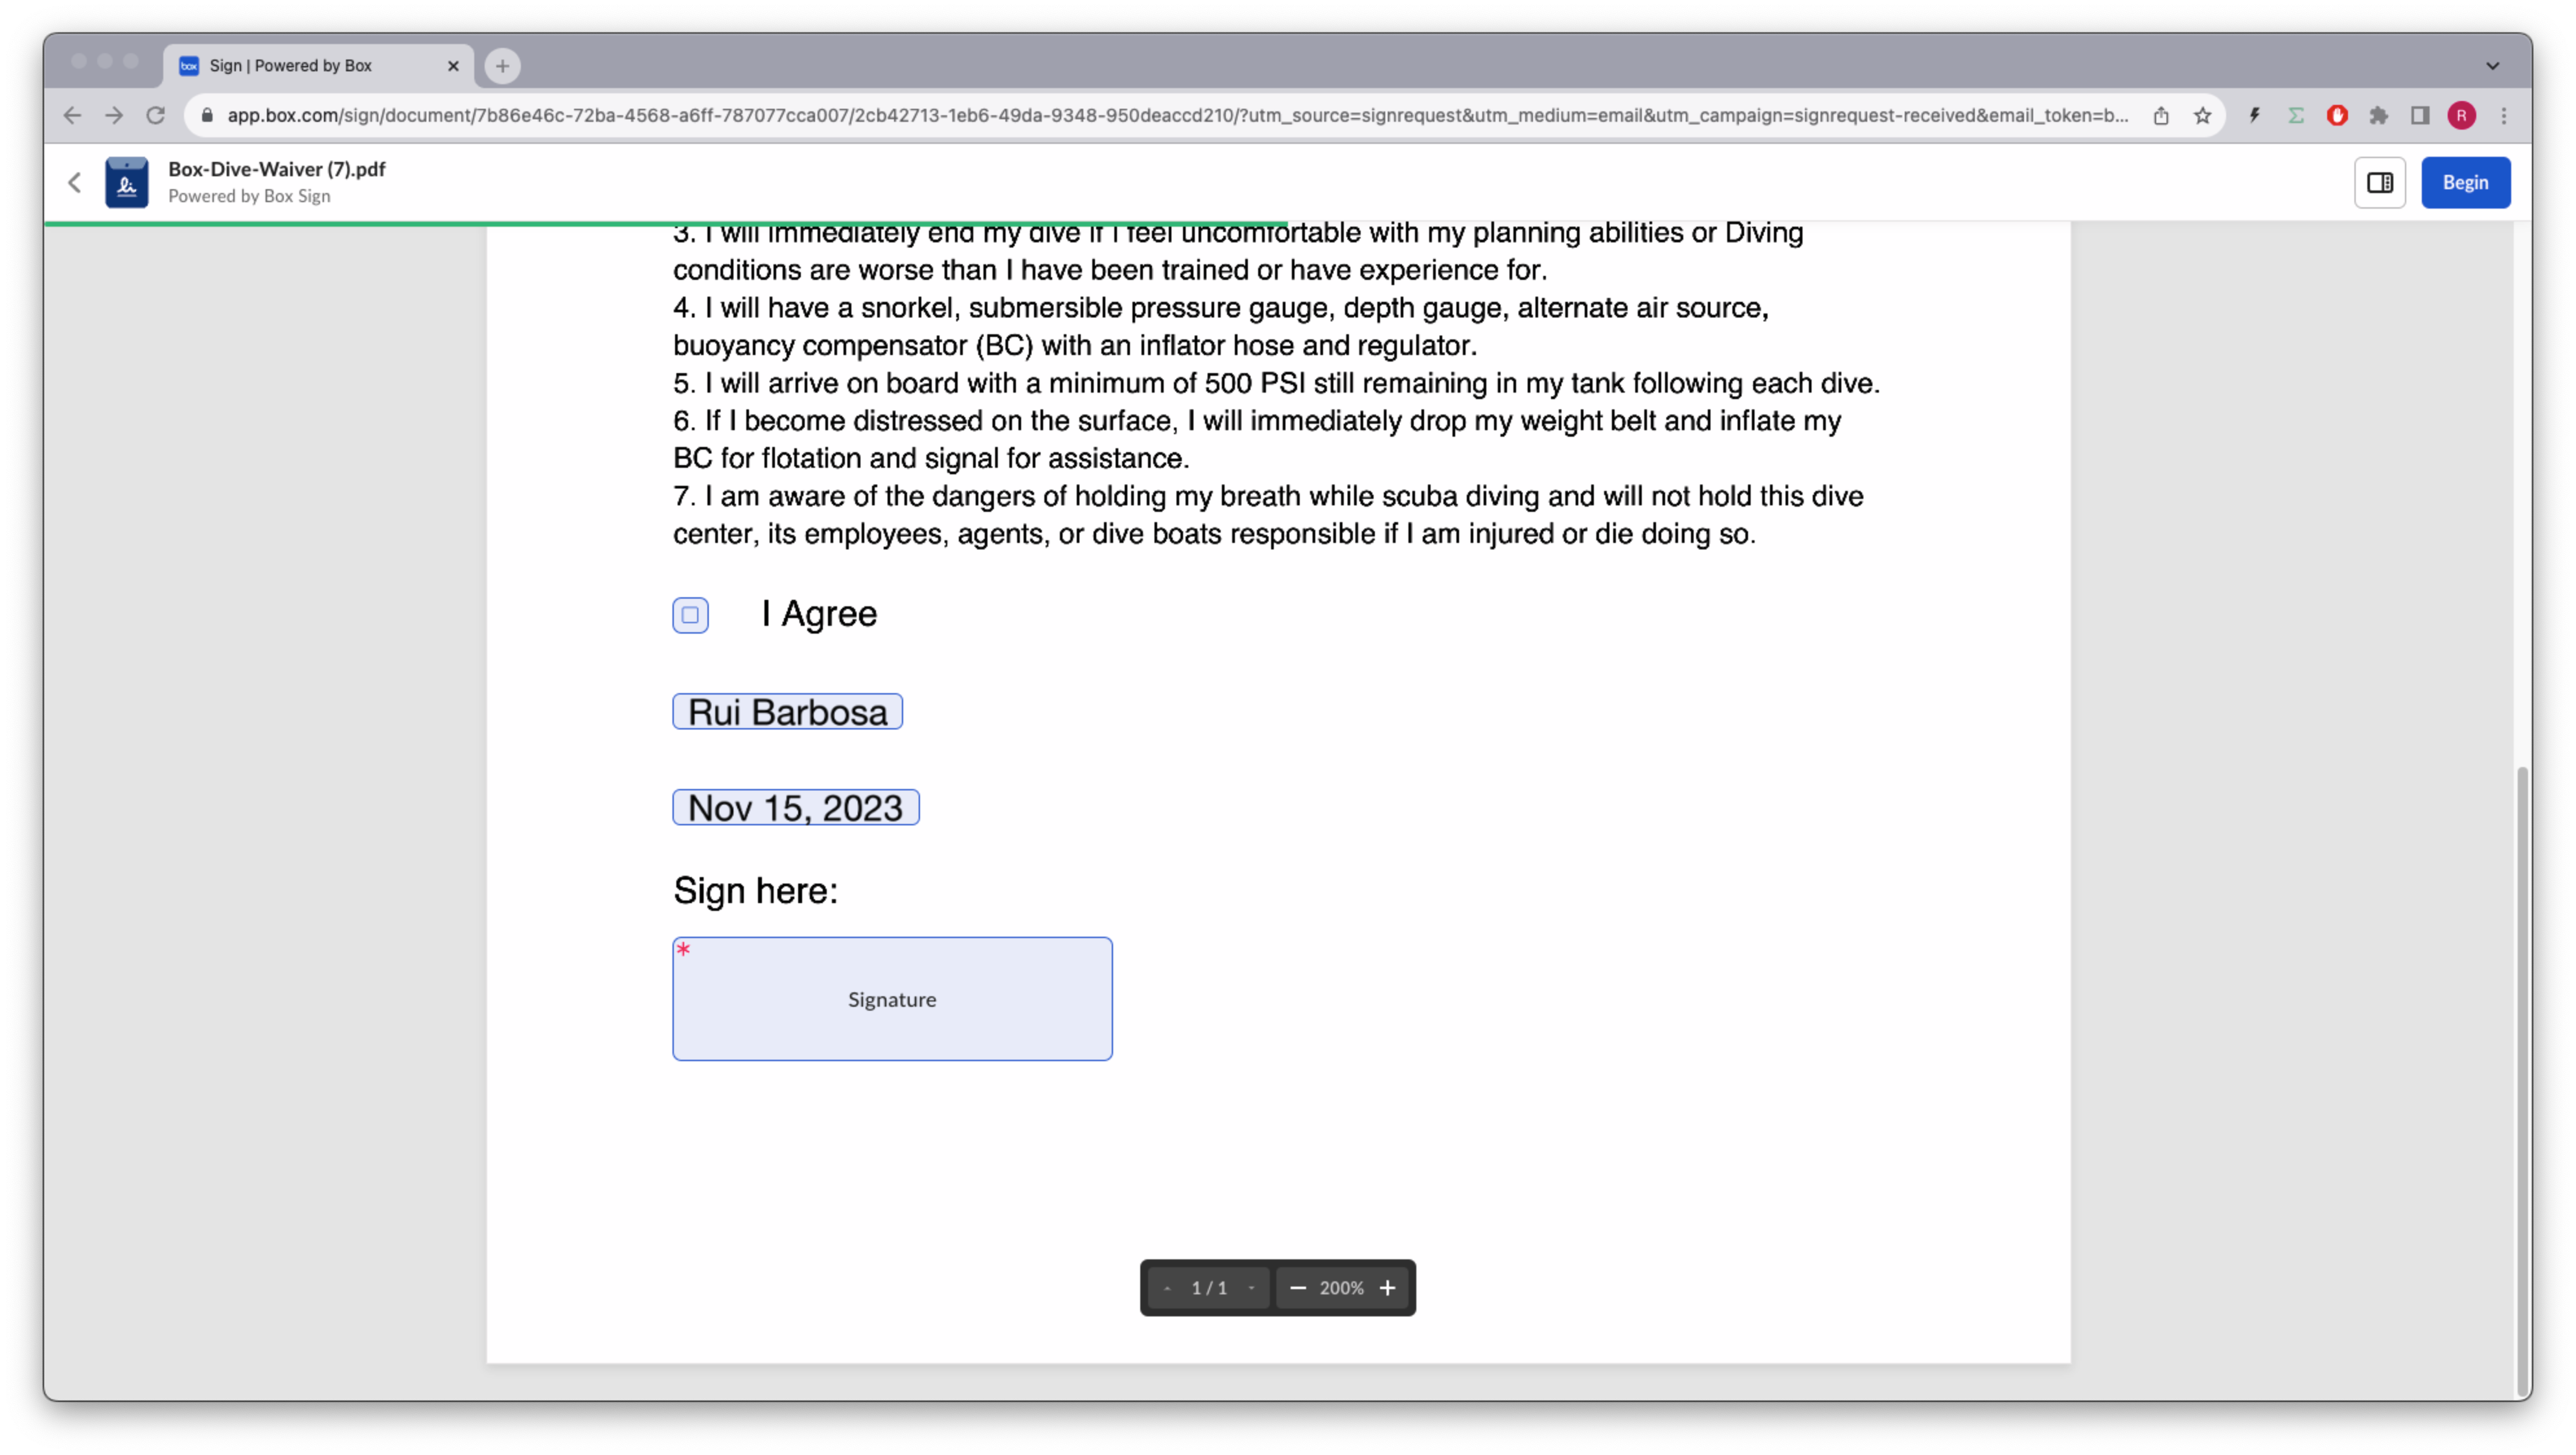 Sign | Powered by Box
app.box.com/sign/document/7b86e46c-72ba-4568-a6ff-787077cca007/2cb42713-1eb6-49da-9348-950deaccd210/?utm_source=signrequest&utm_medium=email&utm_campaign=signrequest-received&email_token=b...
R
Box-Dive-Waiver (7).pdf
Powered by Box Sign
Begin
3. I will immediately end my dive if I feel uncomfortable with my planning abilities or Diving
conditions are worse than I have been trained or have experience for.
4. I will have a snorkel, submersible pressure gauge, depth gauge, alternate air source,
buoyancy compensator (BC) with an inflator hose and regulator.
5. I will arrive on board with a minimum of 500 PSI still remaining in my tank following each dive.
6. If I become distressed on the surface, I will immediately drop my weight belt and inflate my
BC for flotation and signal for assistance.
7. I am aware of the dangers of holding my breath while scuba diving and will not hold this dive
center, its employees, agents, or dive boats responsible if I am injured or die doing so.
I Agree
Rui Barbosa
Nov 15, 2023
Sign here:
* Signature
1 / 1
200%